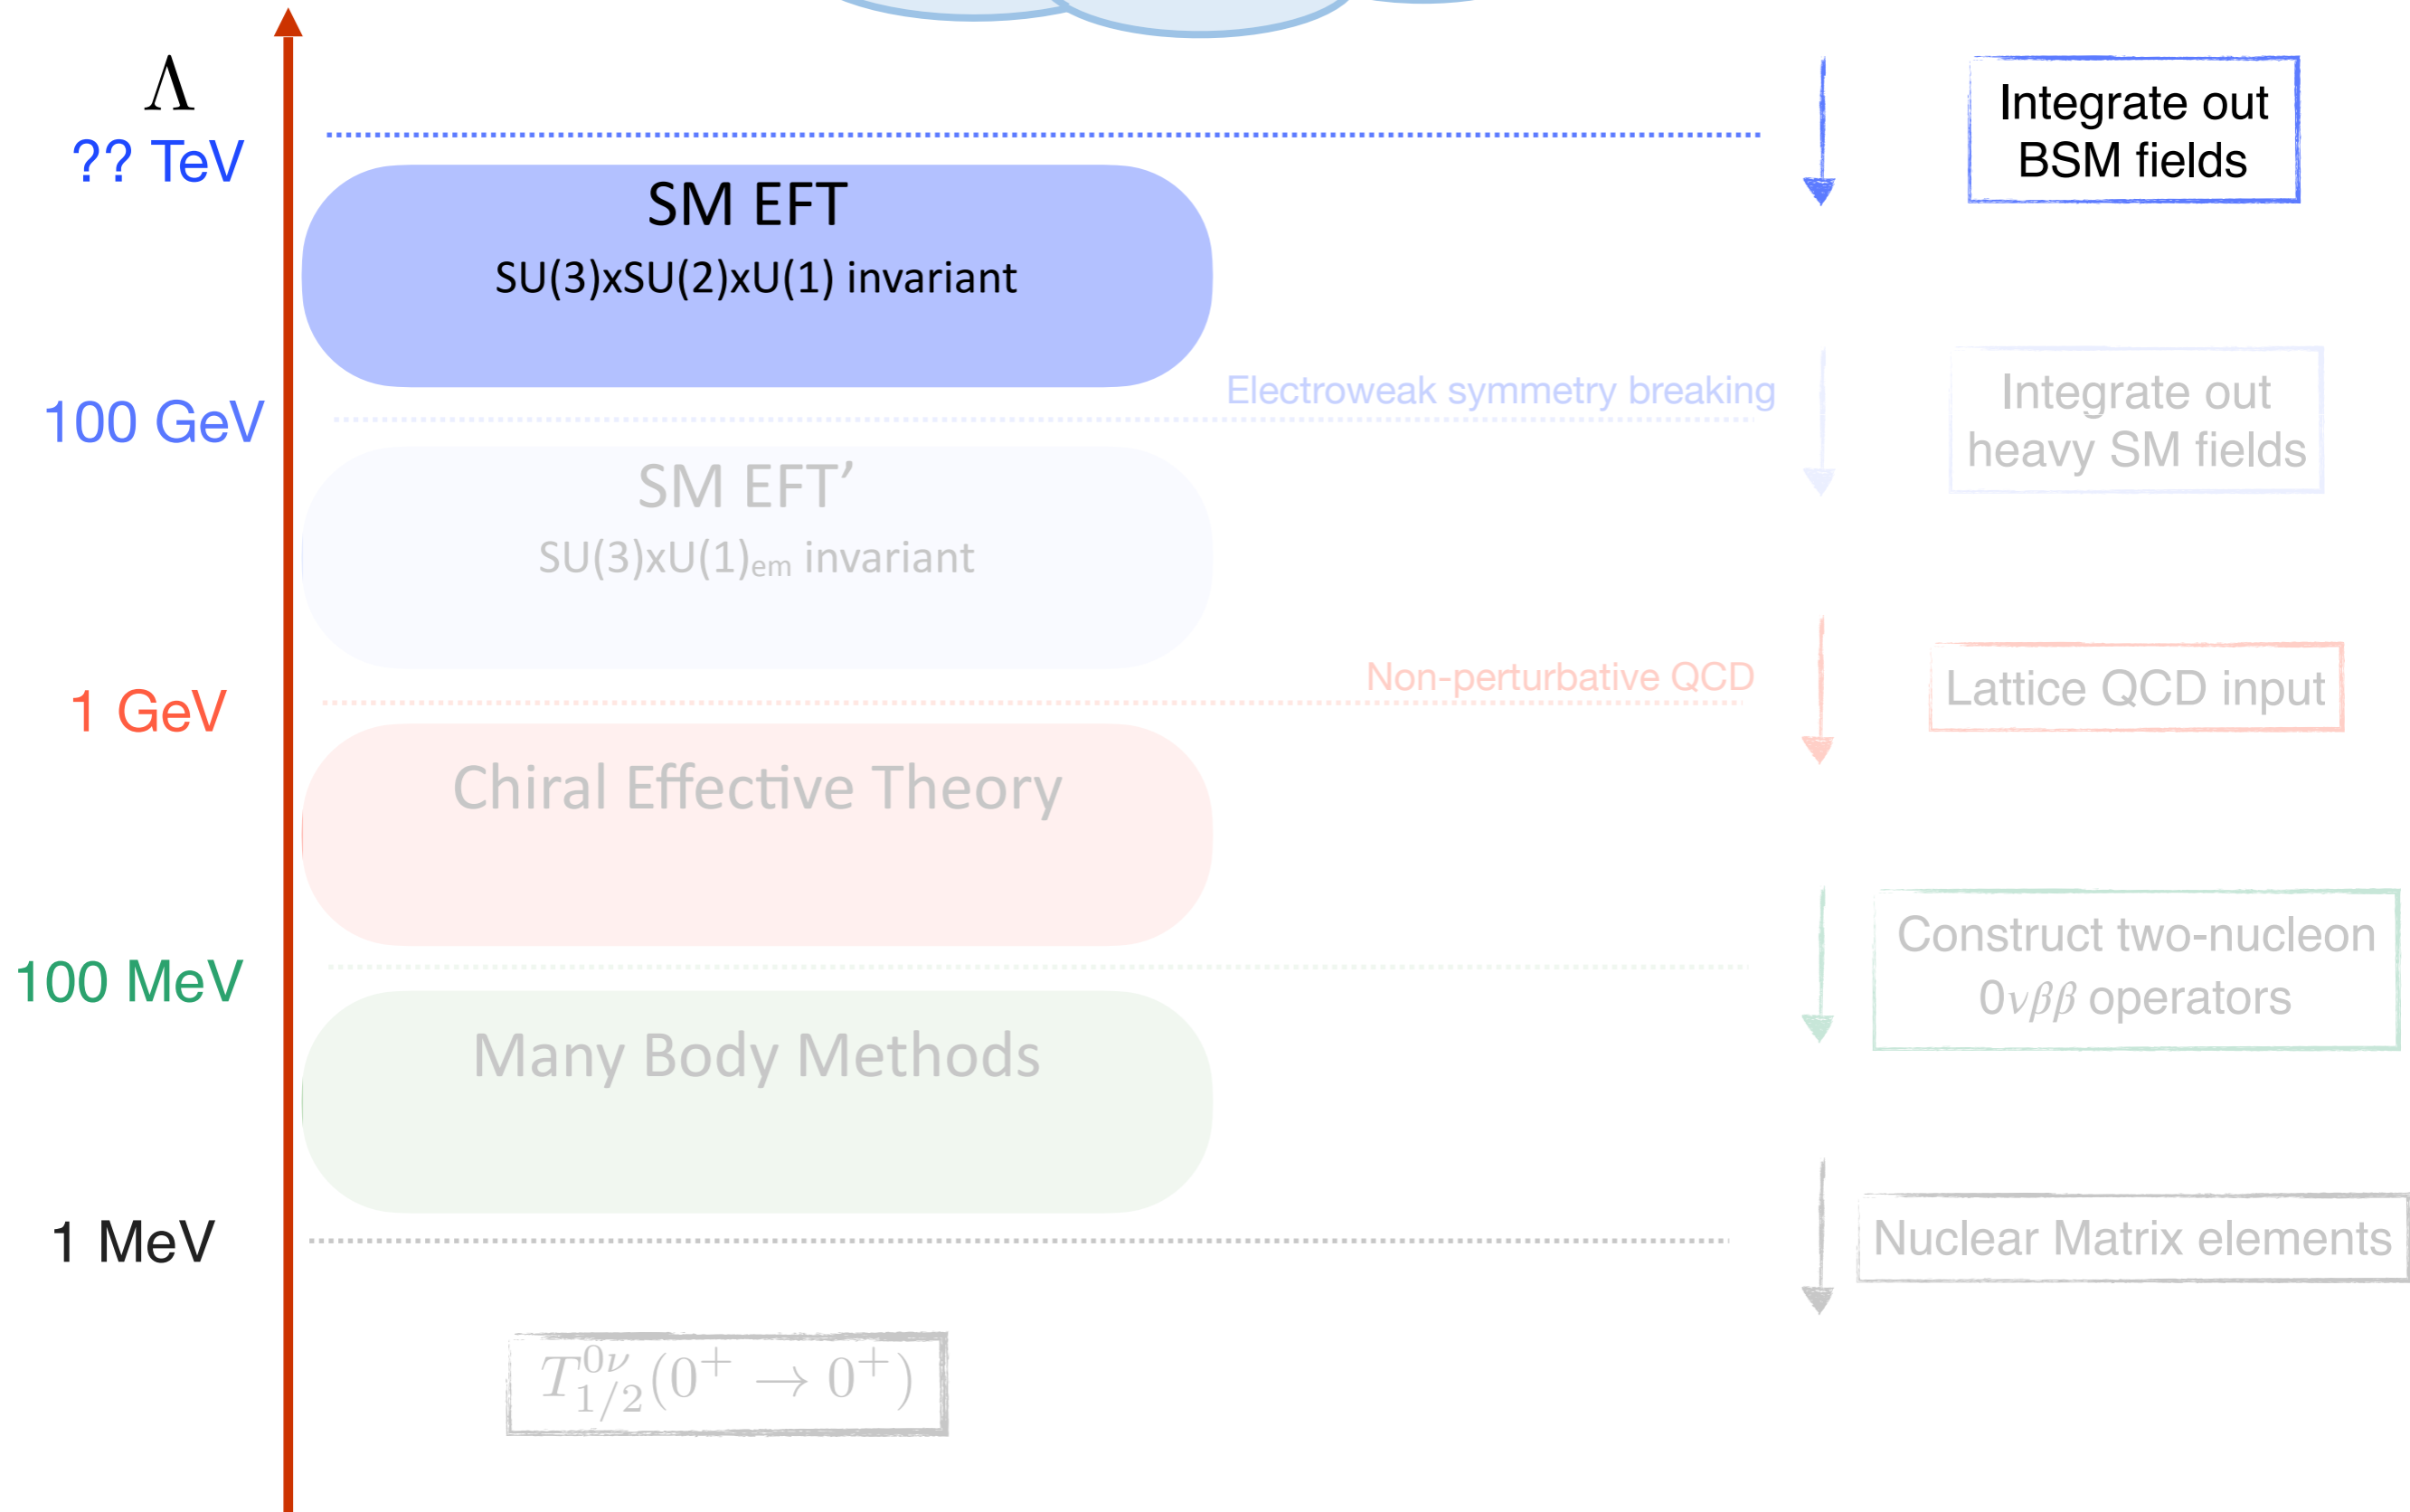 Λ
?? TeV
SM EFT
SU(3)xSU(2)xU(1) invariant
Integrate out
BSM fields
100 GeV
Electroweak symmetry breaking
Integrate out
heavy SM fields
SM EFT’
SU(3)xU(1)ₑₘ invariant
1 GeV
Non-perturbative QCD
Lattice QCD input
Chiral Effective Theory
100 MeV
Construct two-nucleon
0νββ operators
Many Body Methods
1 MeV
Nuclear Matrix elements
T_{1/2}^{0ν}(0⁺ → 0⁺)